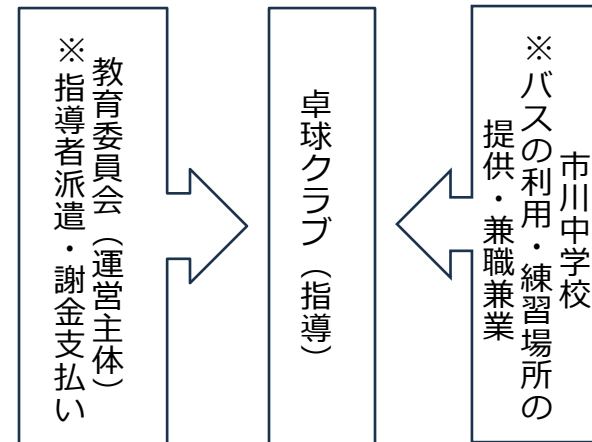 教育委員会（運営主体）
※指導者派遣・謝金支払い
卓球クラブ（指導）
市川中学校
※バスの利用・練習場所の
提供・兼職兼業